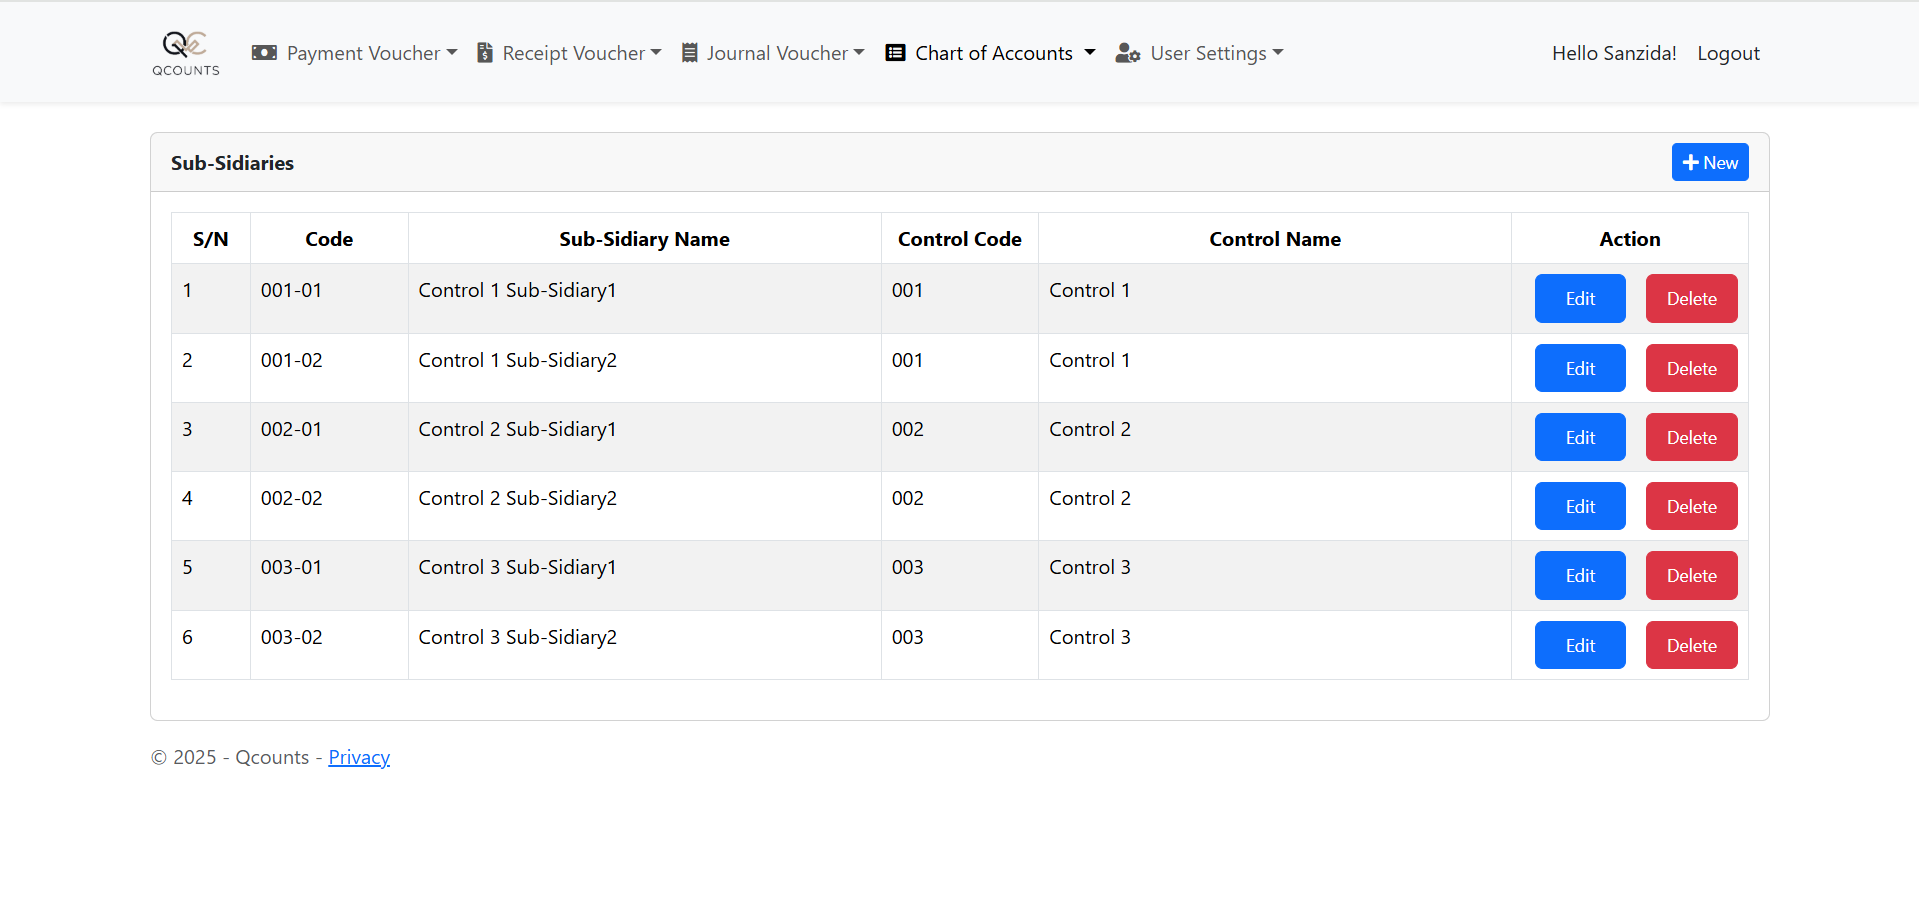 QCOUNTS
Payment Voucher Receipt Voucher Journal Voucher Chart of Accounts User Settings Hello Sanzida! Logout
Sub-Sidiaries New
S/N Code Sub-Sidiary Name Control Code Control Name Action
1 001-01 Control 1 Sub-Sidiary1 001 Control 1 Edit Delete
2 001-02 Control 1 Sub-Sidiary2 001 Control 1 Edit Delete
3 002-01 Control 2 Sub-Sidiary1 002 Control 2 Edit Delete
4 002-02 Control 2 Sub-Sidiary2 002 Control 2 Edit Delete
5 003-01 Control 3 Sub-Sidiary1 003 Control 3 Edit Delete
6 003-02 Control 3 Sub-Sidiary2 003 Control 3 Edit Delete
© 2025 - Qcounts - Privacy